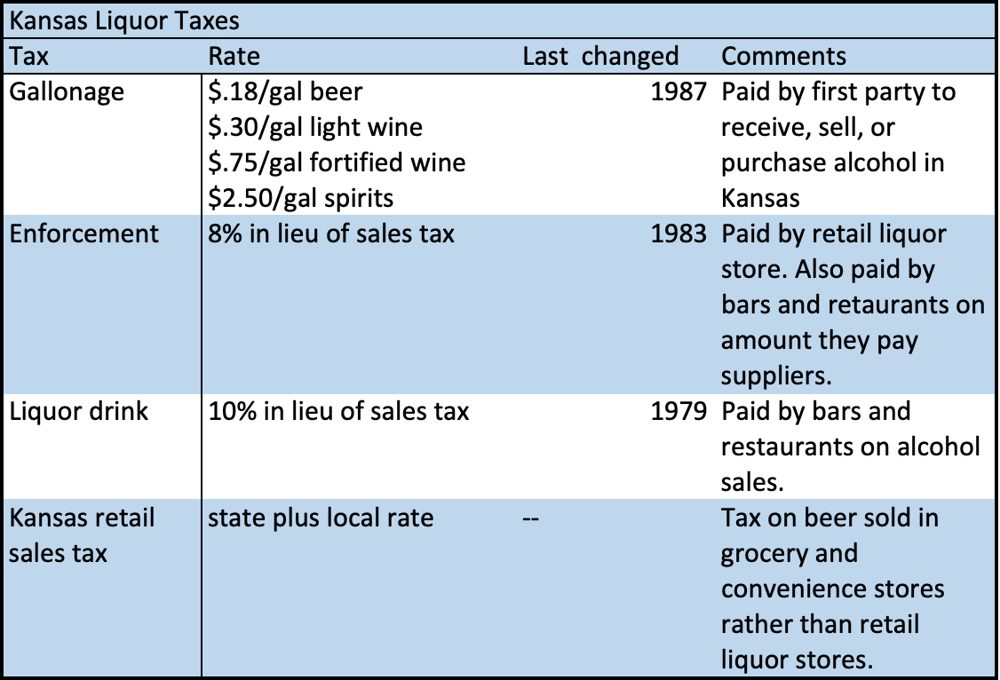 Kansas Liquor Taxes
Tax Rate Last changed Comments
Gallonage $.18/gal beer 1987 Paid by first party to
$.30/gal light wine receive, sell, or
$.75/gal fortified wine purchase alcohol in
$2.50/gal spirits Kansas
Enforcement 8% in lieu of sales tax 1983 Paid by retail liquor
store. Also paid by
bars and retaurants on
amount they pay
suppliers.
Liquor drink 10% in lieu of sales tax 1979 Paid by bars and
restaurants on alcohol
sales.
Kansas retail state plus local rate -- Tax on beer sold in
sales tax grocery and
convenience stores
rather than retail
liquor stores.